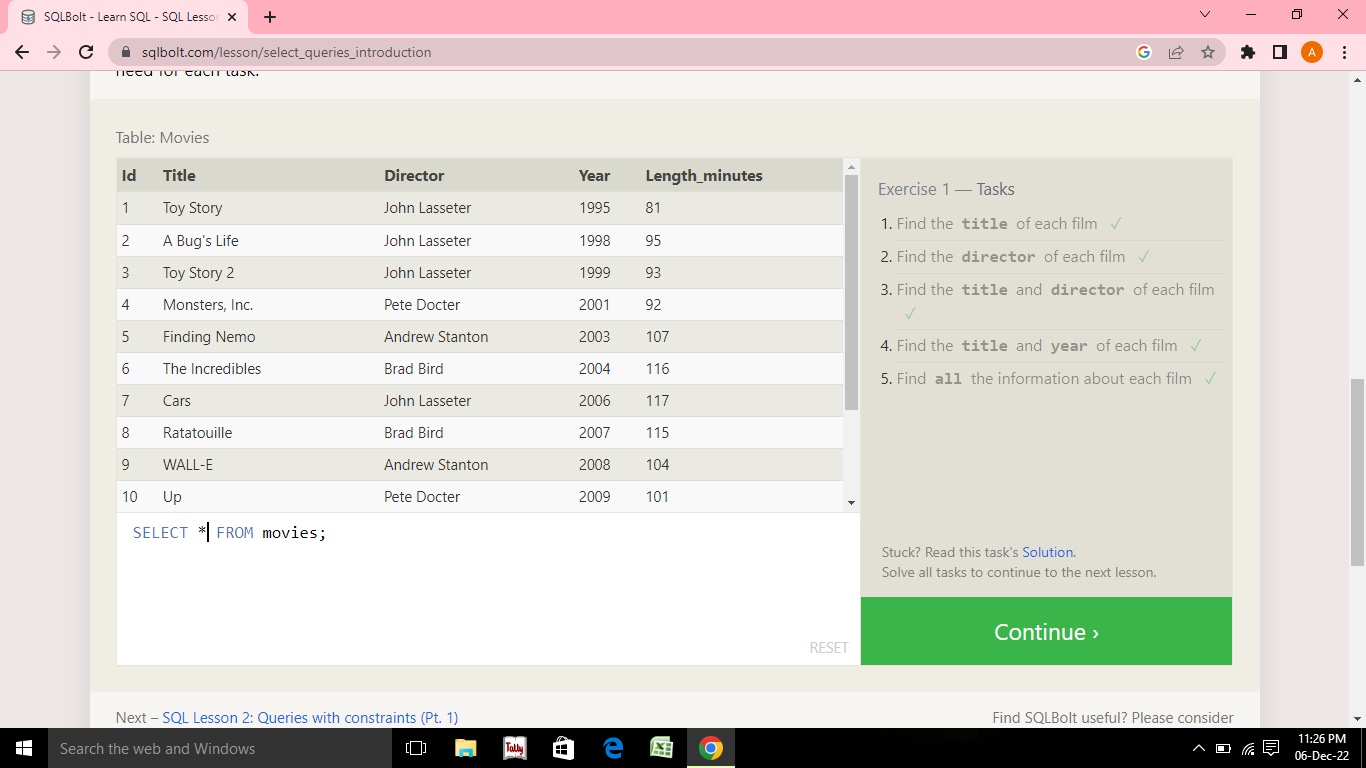 SQLBolt - Learn SQL - SQL Lesso
sqlbolt.com/lesson/select_queries_introduction
A
need for each task.
Table: Movies
Id Title Director Year Length_minutes
1 Toy Story John Lasseter 1995 81
2 A Bug's Life John Lasseter 1998 95
3 Toy Story 2 John Lasseter 1999 93
4 Monsters, Inc. Pete Docter 2001 92
5 Finding Nemo Andrew Stanton 2003 107
6 The Incredibles Brad Bird 2004 116
7 Cars John Lasseter 2006 117
8 Ratatouille Brad Bird 2007 115
9 WALL-E Andrew Stanton 2008 104
10 Up Pete Docter 2009 101
SELECT * FROM movies;
RESET
Exercise 1 — Tasks
1. Find the title of each film ✓
2. Find the director of each film ✓
3. Find the title and director of each film
✓
4. Find the title and year of each film ✓
5. Find all the information about each film ✓
Stuck? Read this task's Solution.
Solve all tasks to continue to the next lesson.
Continue ›
Next – SQL Lesson 2: Queries with constraints (Pt. 1)
Find SQLBolt useful? Please consider
Search the web and Windows
Tally
11:26 PM
06-Dec-22